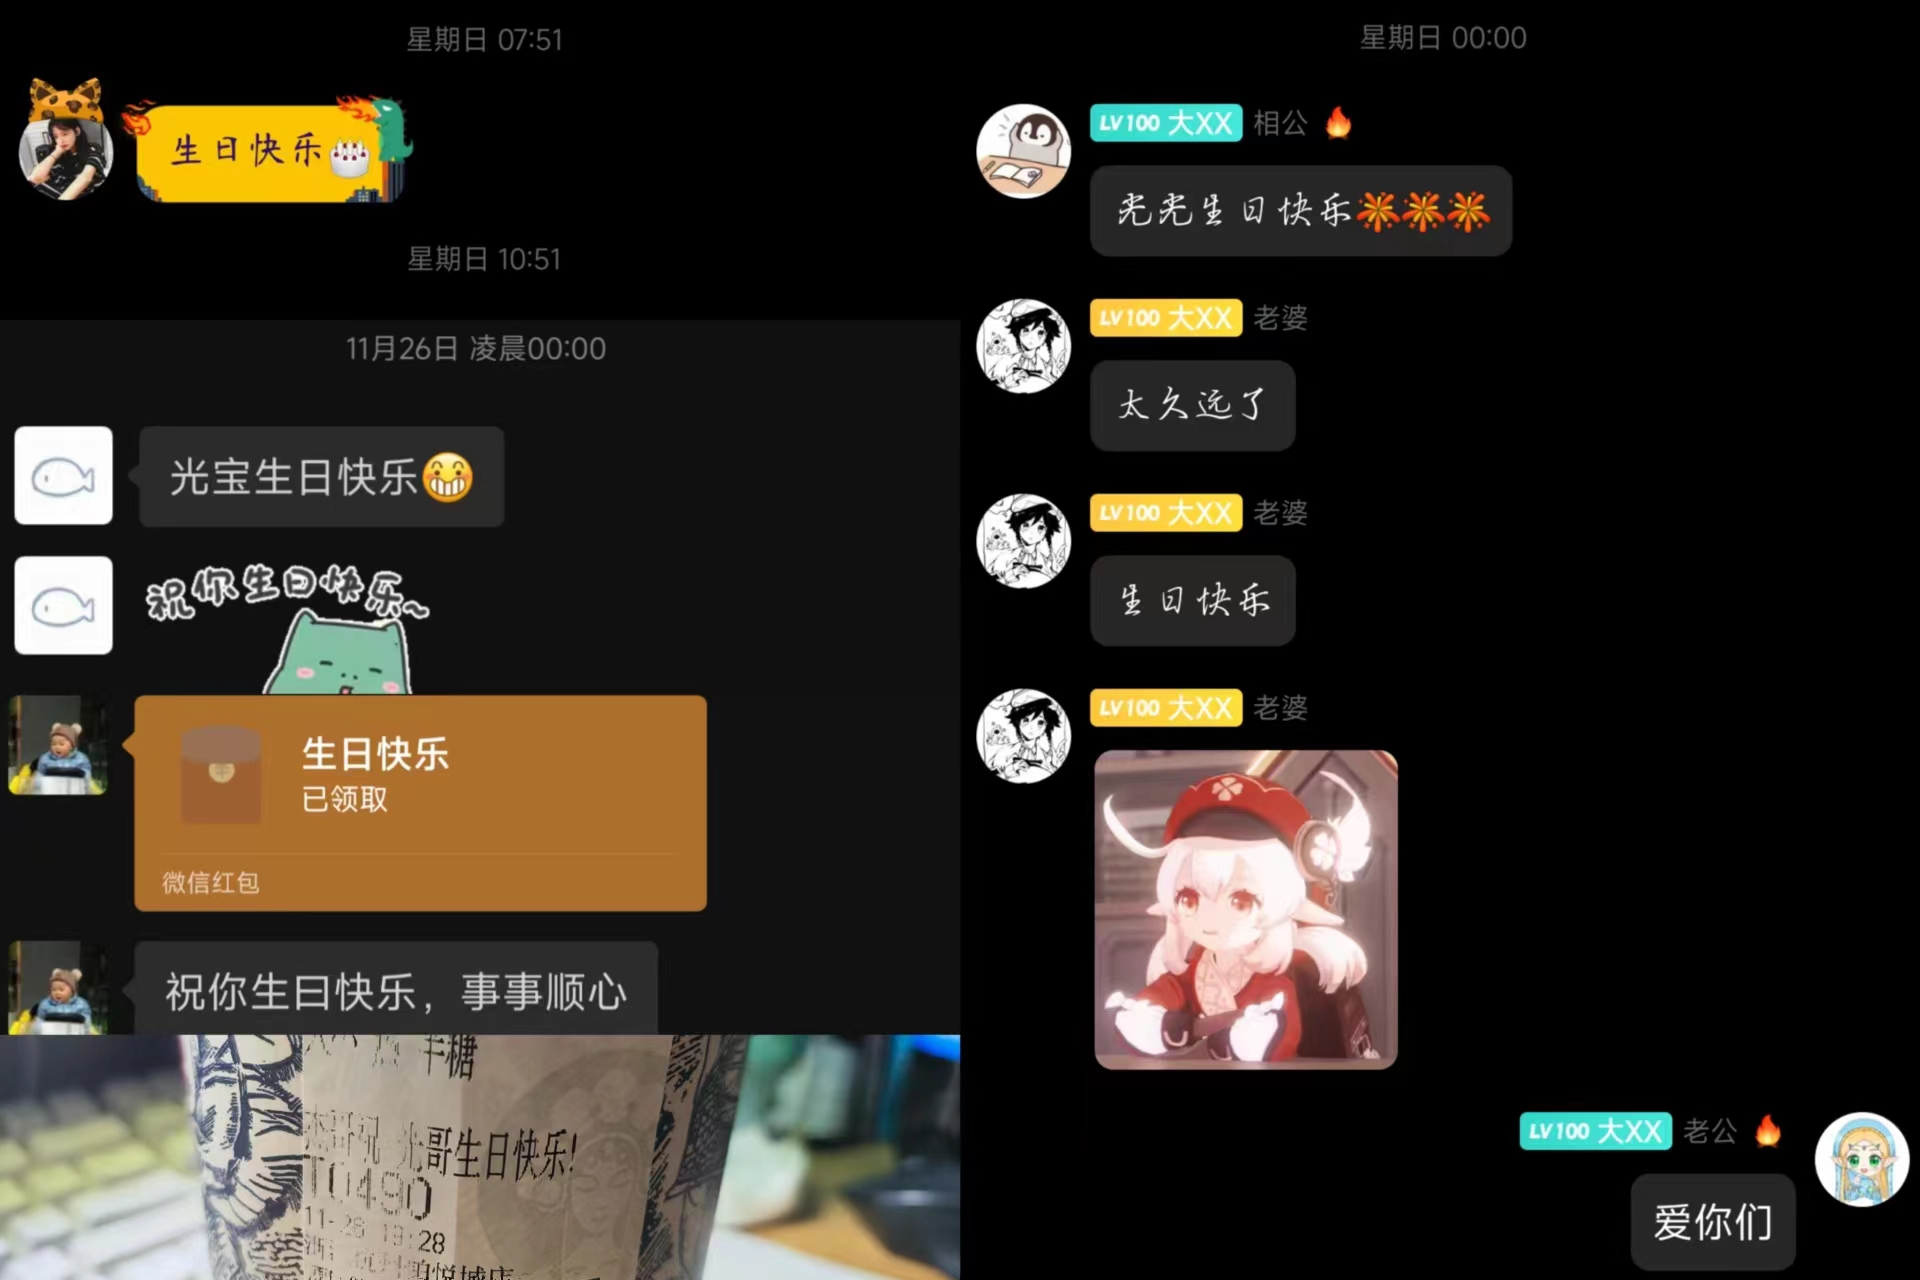 星期日 07:51
生日快乐
星期日 10:51
11月26日 凌晨00:00
光宝生日快乐
祝你生日快乐~
生日快乐
已领取
微信红包
祝你生日快乐，事事顺心
半糖
光哥生日快乐!
T0490
28
悦城店
星期日 00:00
LV100 大XX 相公
光光生日快乐
LV100 大XX 老婆
太久远了
LV100 大XX 老婆
生日快乐
LV100 大XX 老婆
LV100 大XX 老公
爱你们